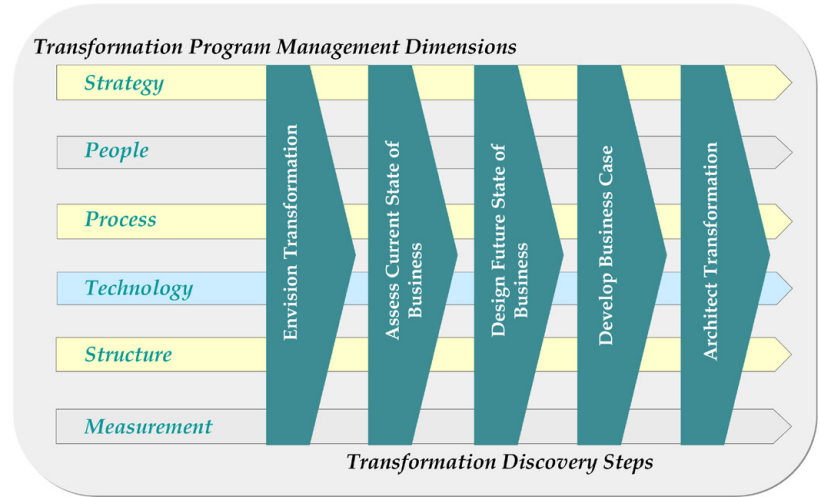 Transformation Program Management Dimensions
Strategy
People
Process
Technology
Structure
Measurement
Envision Transformation
Assess Current State of
Business
Design Future State of
Business
Develop Business Case
Architect Transformation
Transformation Discovery Steps